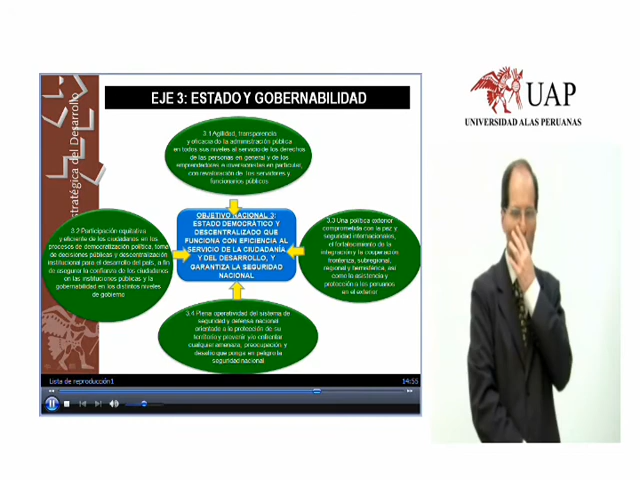 EJE 3: ESTADO Y GOBERNABILIDAD
stratégica del Desarrollo
3.1 Agilidad, transparencia
y eficacia de la administración pública
en todos sus niveles al servicio de los derechos
de las personas en general y de los
emprendedores e inversionistas en particular,
con revaloración de los servidores y
funcionarios públicos
3.2 Participación equitativa
y eficiente de los ciudadanos en los
procesos de democratización política, toma
de decisiones públicas y descentralización
institucional para el desarrollo del país, a fin
de asegurar la confianza de los ciudadanos
en las instituciones públicas y la
gobernabilidad en los distintos niveles
de gobierno
OBJETIVO NACIONAL 3:
ESTADO DEMOCRÁTICO Y
DESCENTRALIZADO QUE
FUNCIONA CON EFICIENCIA AL
SERVICIO DE LA CIUDADANÍA
Y DEL DESARROLLO, Y
GARANTIZA LA SEGURIDAD
NACIONAL
3.3 Una política exterior
comprometida con la paz y
seguridad internacionales,
el fortalecimiento de la
integración y la cooperación
fronteriza, subregional,
regional y hemisférica, así
como la asistencia y
protección a los peruanos
en el exterior
3.4 Plena operatividad del sistema de
seguridad y defensa nacional
orientada a la protección de su
territorio y prevenir y/o enfrentar
cualquier amenaza, preocupación y
desafío que ponga en peligro la
seguridad nacional
Lista de reproducción1
14:55
UAP
UNIVERSIDAD ALAS PERUANAS